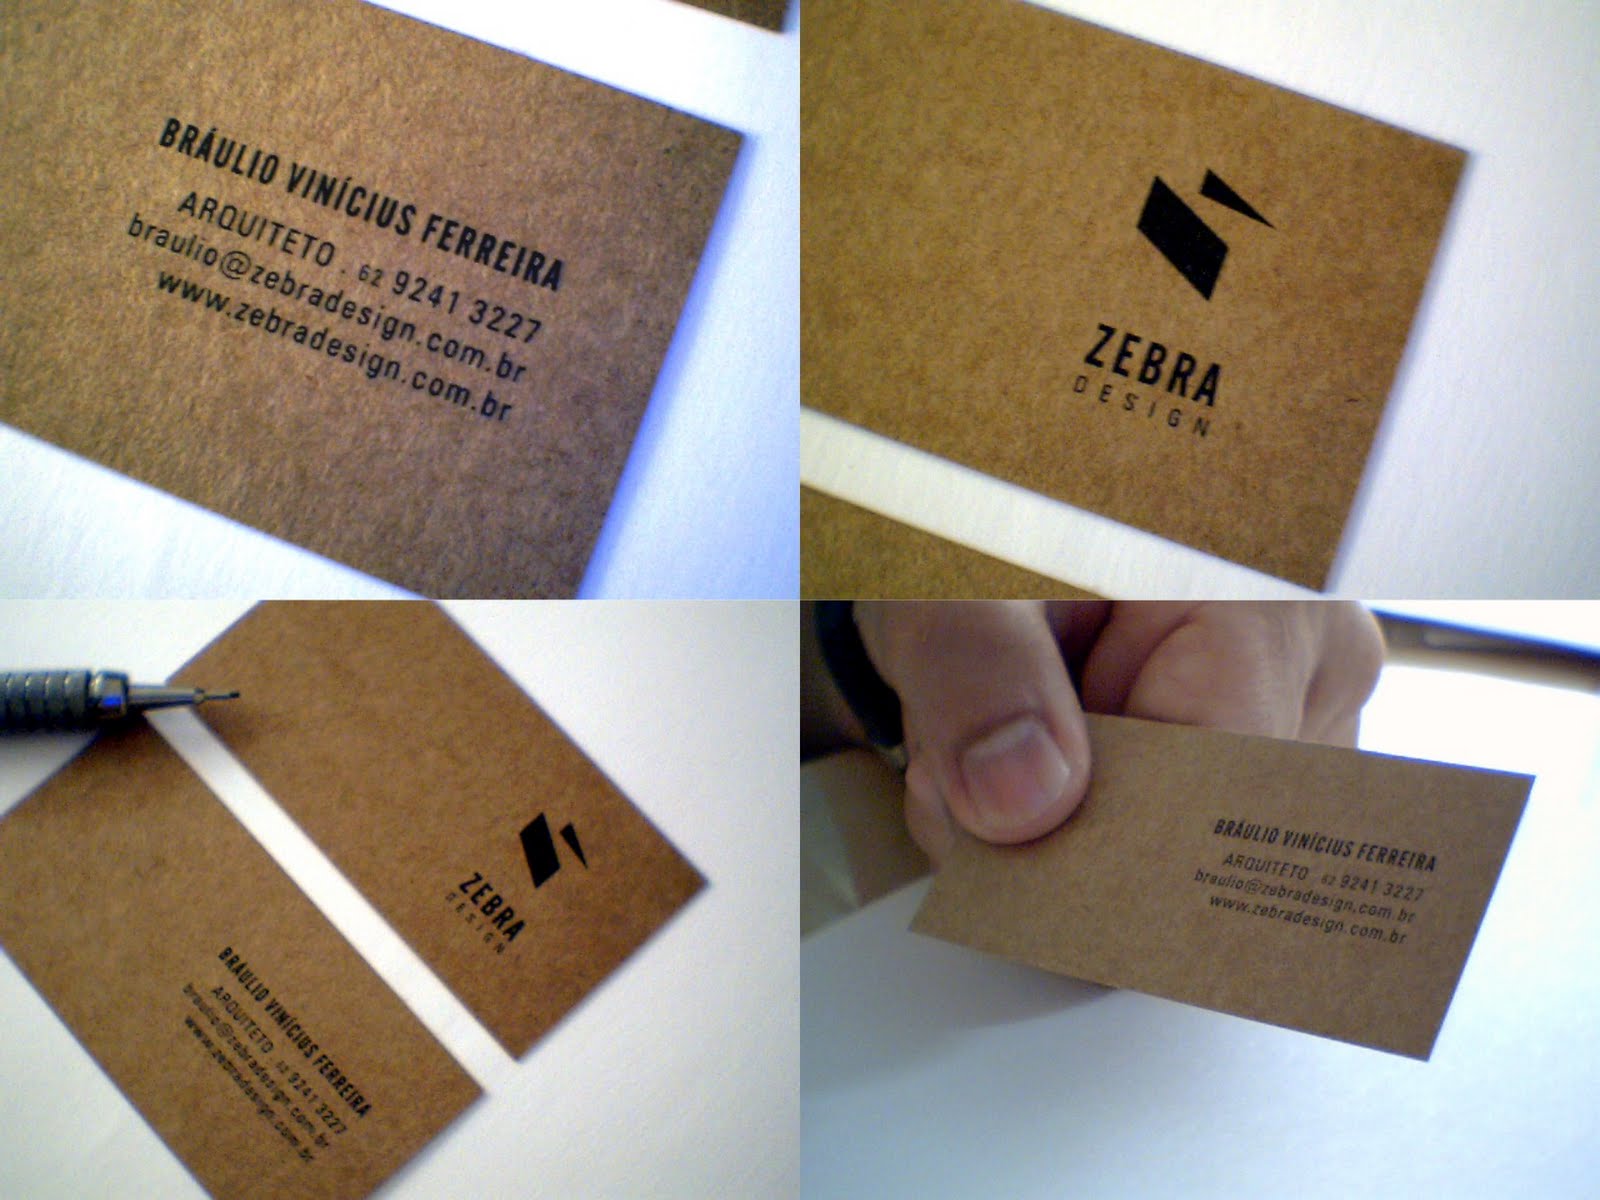 BRÁULIO VINÍCIUS FERREIRA
ARQUITETO . 62 9241 3227
braulio@zebradesign.com.br
www.zebradesign.com.br
ZEBRA
DESIGN
ZEBRA
DESIGN
BRÁULIO VINÍCIUS FERREIRA
ARQUITETO . 62 9241 3227
braulio@zebradesign.com.br
www.zebradesign.com.br
BRÁULIO VINÍCIUS FERREIRA
ARQUITETO . 62 9241 3227
braulio@zebradesign.com.br
www.zebradesign.com.br